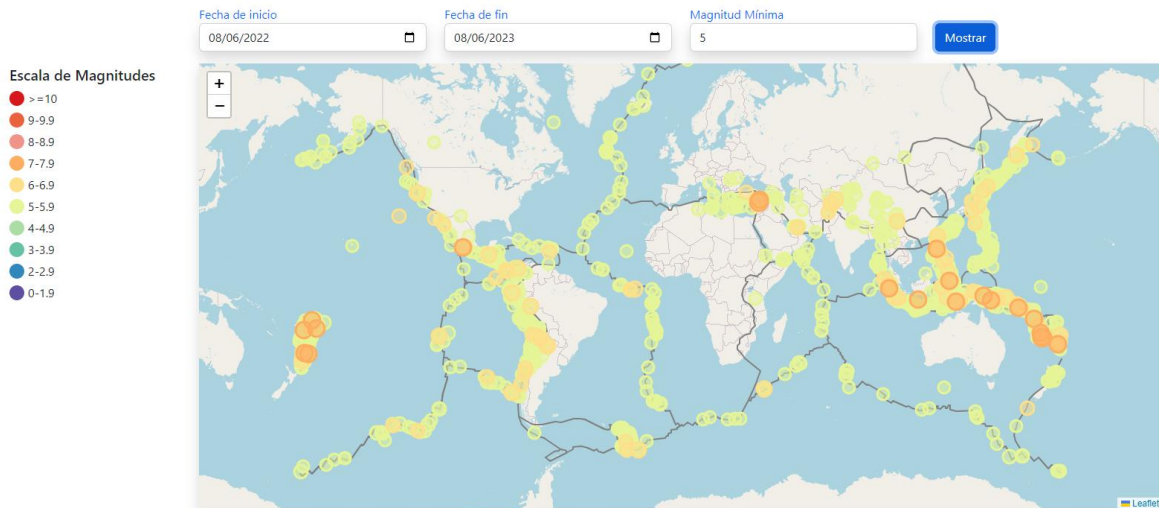 Fecha de inicio
Fecha de fin
Magnitud Mínima
08/06/2022
08/06/2023
5
Mostrar
Escala de Magnitudes
>=10
9-9.9
8-8.9
7-7.9
6-6.9
5-5.9
4-4.9
3-3.9
2-2.9
0-1.9
+
−
Leaflet